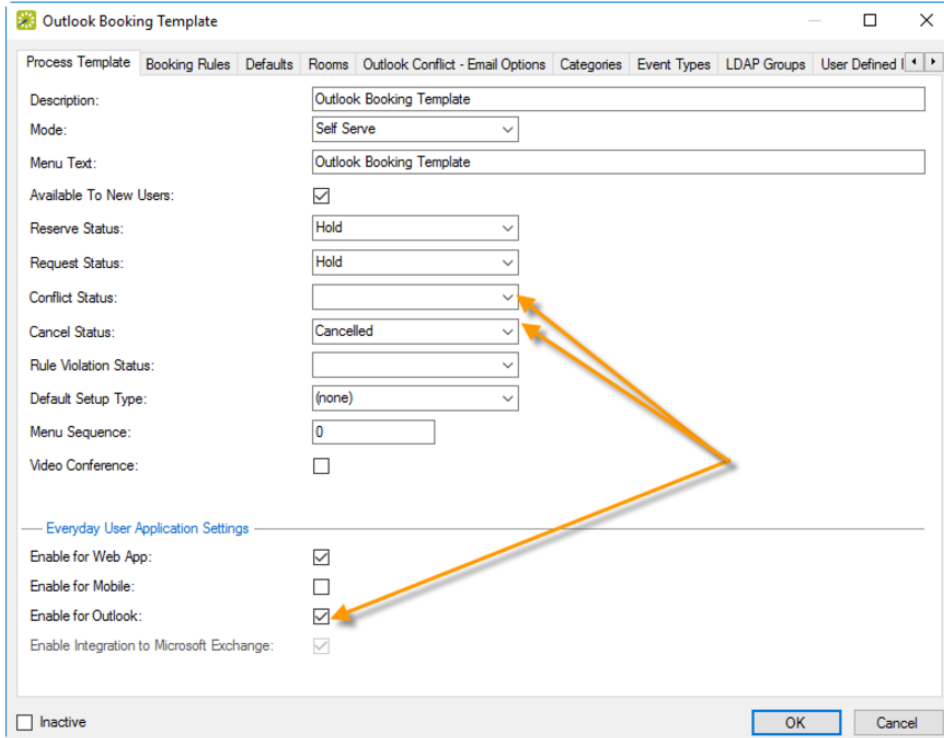 Outlook Booking Template
Process Template Booking Rules Defaults Rooms Outlook Conflict - Email Options Categories Event Types LDAP Groups User Defined
Description: Outlook Booking Template
Mode: Self Serve
Menu Text: Outlook Booking Template
Available To New Users:
Reserve Status: Hold
Request Status: Hold
Conflict Status:
Cancel Status: Cancelled
Rule Violation Status:
Default Setup Type: (none)
Menu Sequence: 0
Video Conference:
Everyday User Application Settings
Enable for Web App:
Enable for Mobile:
Enable for Outlook:
Enable Integration to Microsoft Exchange:
Inactive OK Cancel